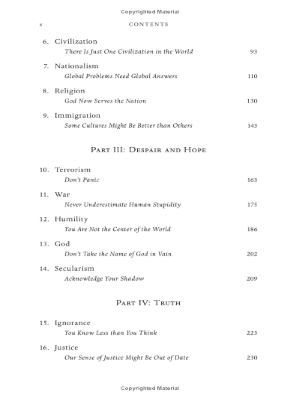 Copyrighted Material
x CONTENTS
6. Civilization
There Is Just One Civilization in the World 93
7. Nationalism
Global Problems Need Global Answers 110
8. Religion
God Now Serves the Nation 130
9. Immigration
Some Cultures Might Be Better than Others 143
Part III: Despair and Hope
10. Terrorism
Don't Panic 163
11. War
Never Underestimate Human Stupidity 175
12. Humility
You Are Not the Center of the World 186
13. God
Don't Take the Name of God in Vain 202
14. Secularism
Acknowledge Your Shadow 209
Part IV: Truth
15. Ignorance
You Know Less than You Think 223
16. Justice
Our Sense of Justice Might Be Out of Date 230
Copyrighted Material